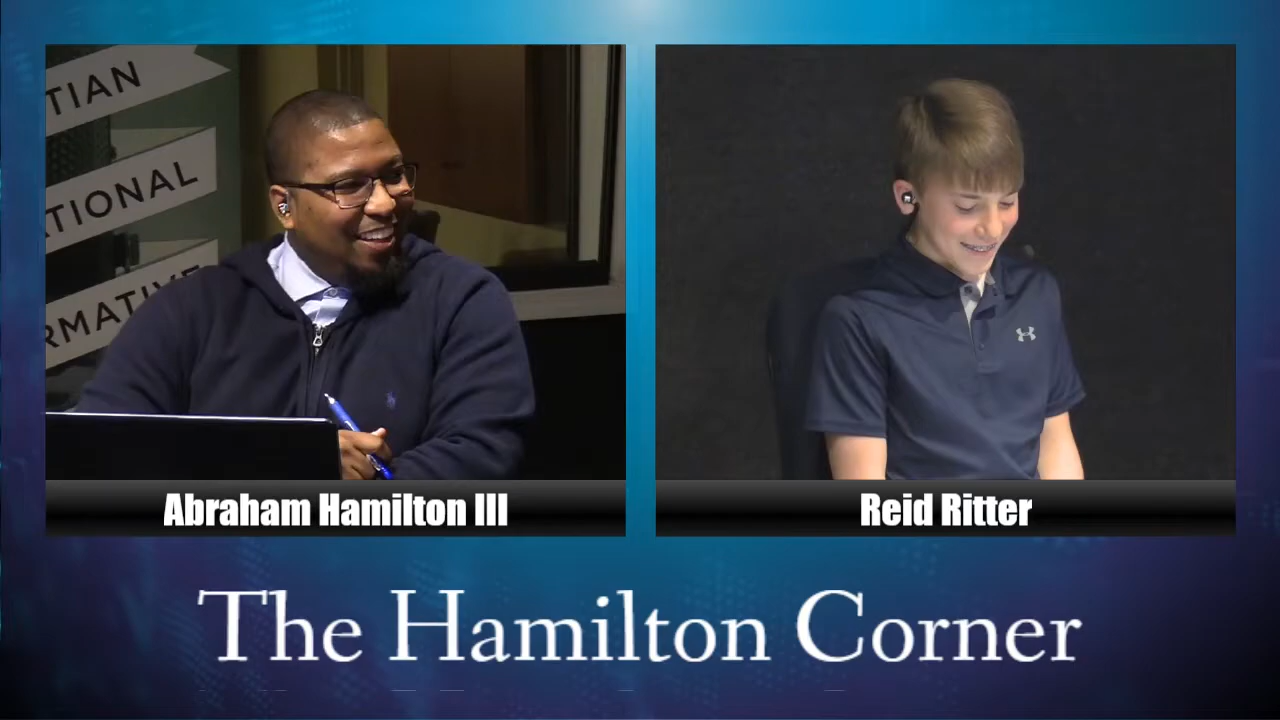 TIAN
TIONAL
RMATIVE
Abraham Hamilton III
Reid Ritter
The Hamilton Corner